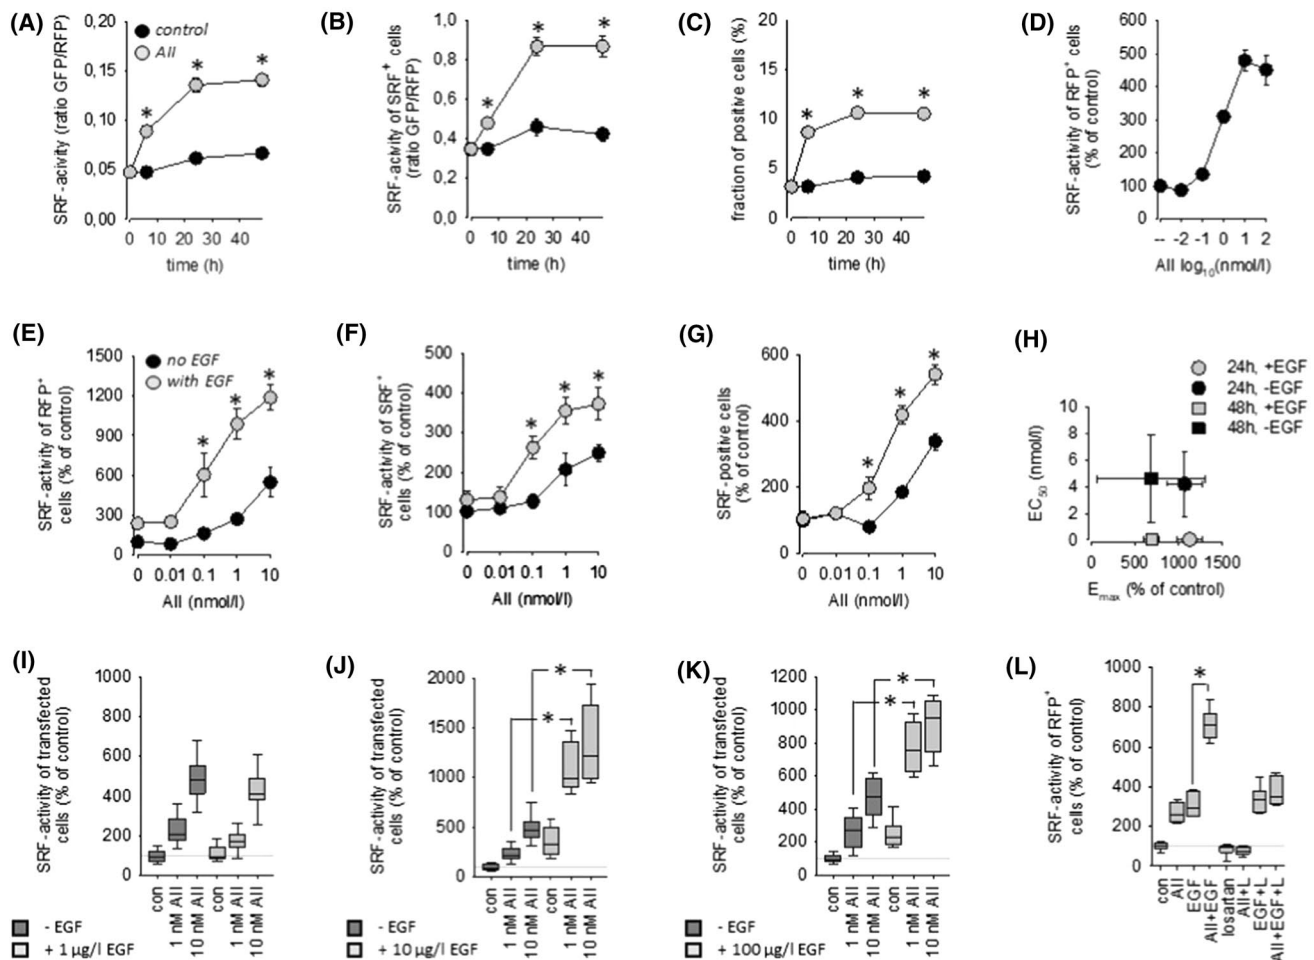 (A)
SRF-acivity (ratio GFP/RFP)
0,20
0,15
0,10
0,05
0,00
control
AII
*
*
*
0 10 20 30 40
time (h)
(B)
SRF-activity of SRF+ cells
(ratio GFP/RFP)
1,0
0,8
0,6
0,4
0,2
0,0
*
*
*
0 10 20 30 40
time (h)
(C)
fraction of positive cells (%)
20
15
10
5
0
*
*
*
0 10 20 30 40
time (h)
(D)
SRF-activity of RFP+ cells
(% of control)
600
500
400
300
200
100
0
-- -2 -1 0 1 2
AII log10(nmol/l)
(E)
SRF-activity of RFP+
cells (% of control)
1500
1200
900
600
300
0
no EGF
with EGF
*
*
*
0 0.01 0.1 1 10
AII (nmol/l)
(F)
SRF-activity of SRF+
cells (% of control)
500
400
300
200
100
0
*
*
*
0 0.01 0.1 1 10
AII (nmol/l)
(G)
SRF-positive cells
(% of control)
600
400
200
0
*
*
*
0 0.01 0.1 1 10
AII (nmol/l)
(H)
24h, +EGF
24h, -EGF
48h, +EGF
48h, -EGF
EC50 (nmol/l)
10
8
6
4
2
0
0 500 1000 1500
Emax (% of control)
(I)
SRF-activity of transfected
cells (% of control)
1000
800
600
400
200
0
con
1 nM AII
10 nM AII
con
1 nM AII
10 nM AII
- EGF
+ 1 µg/l EGF
(J)
SRF-activity of transfected
cells (% of control)
2000
1500
1000
500
0
*
*
con
1 nM AII
10 nM AII
con
1 nM AII
10 nM AII
- EGF
+ 10 µg/l EGF
(K)
SRF-activity of transfected
cells (% of control)
1200
1000
800
600
400
200
0
*
*
con
1 nM AII
10 nM AII
con
1 nM AII
10 nM AII
- EGF
+ 100 µg/l EGF
(L)
SRF-activity of RFP+
cells (% of control)
1000
800
600
400
200
0
*
con
AII
EGF
AII+EGF
losartan
AII+L
EGF+L
AII+EGF+L